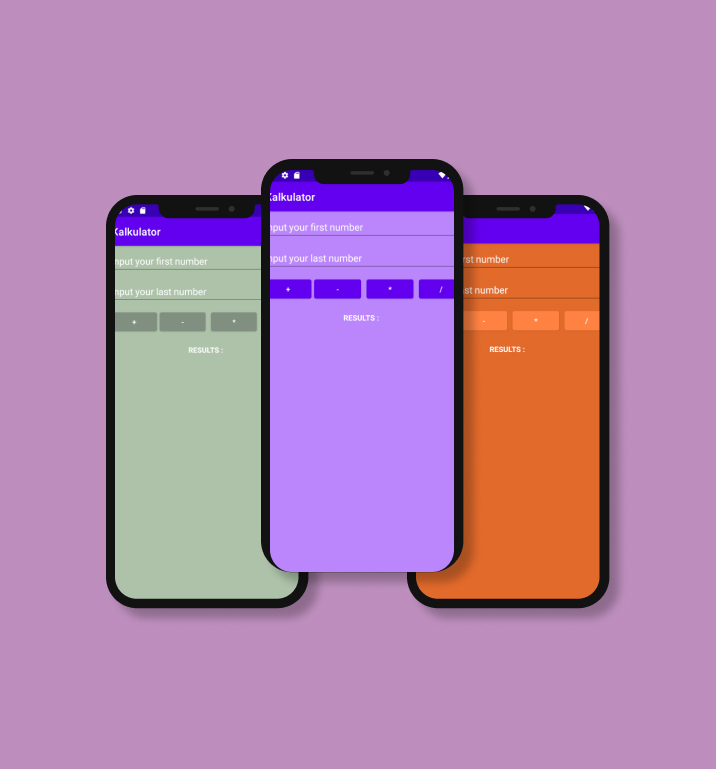 Kalkulator
nput your first number
nput your last number
+ - *
RESULTS :
Kalkulator
nput your first number
nput your last number
+ - * /
RESULTS :
rst number
st number
- * /
RESULTS :